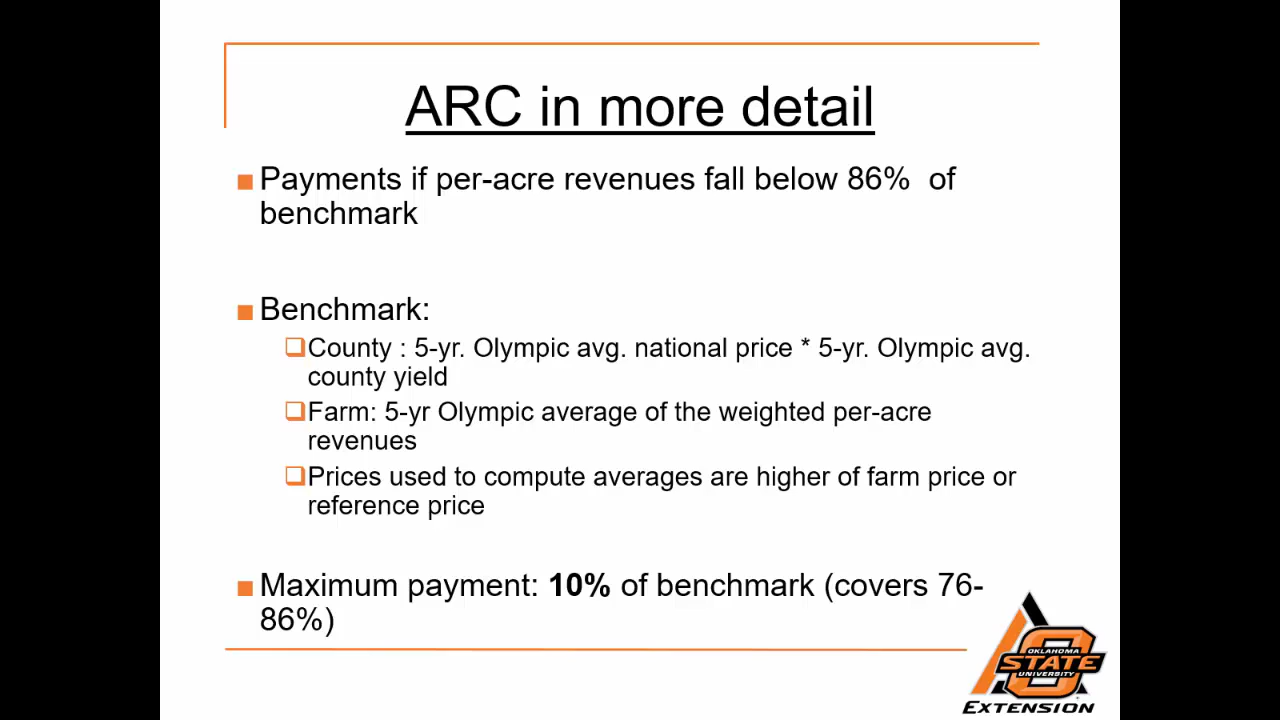 ARC in more detail
Payments if per-acre revenues fall below 86%  of
benchmark
Benchmark:
County : 5-yr. Olympic avg. national price * 5-yr. Olympic avg.
county yield
Farm: 5-yr Olympic average of the weighted per-acre
revenues
Prices used to compute averages are higher of farm price or
reference price
Maximum payment: 10% of benchmark (covers 76-
86%)
OKLAHOMA
STATE
UNIVERSITY
EXTENSION